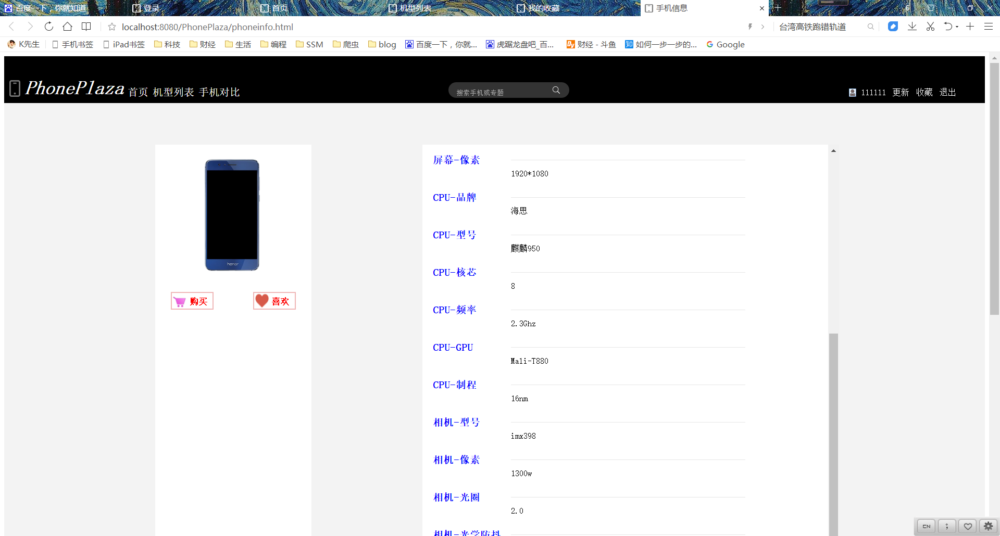 百度一下，你就知道 登录 首页 机型列表 我的收藏 手机信息 6
localhost:8080/PhonePlaza/phoneinfo.html 台湾高铁跑错轨道
K先生 手机书签 iPad书签 科技 财经 生活 编程 SSM 爬虫 blog 百度一下，你就... 虎踞龙盘吧_百... 财经 - 斗鱼 知 如何一步一步的... Google
PhonePlaza 首页 机型列表 手机对比 搜索手机或专题 111111 更新 收藏 退出
honor
购买 喜欢
屏幕-像素
1920*1080
CPU-品牌
海思
CPU-型号
麒麟950
CPU-核芯
8
CPU-频率
2.3Ghz
CPU-GPU
Mali-T880
CPU-制程
16nm
相机-型号
imx398
相机-像素
1300w
相机-光圈
2.0
相机-光学防抖
CN ;